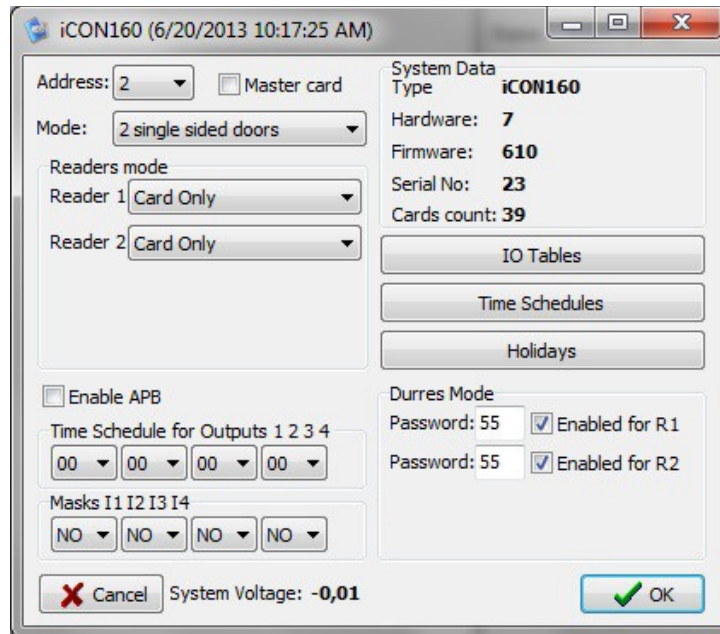 iCON160 (6/20/2013 10:17:25 AM)
Address: 2 Master card
Mode: 2 single sided doors
Readers mode
Reader 1 Card Only
Reader 2 Card Only
System Data
Type iCON160
Hardware: 7
Firmware: 610
Serial No: 23
Cards count: 39
IO Tables
Time Schedules
Holidays
Enable APB
Time Schedule for Outputs 1 2 3 4
00 00 00 00
Masks I1 I2 I3 I4
NO NO NO NO
Durres Mode
Password: 55 Enabled for R1
Password: 55 Enabled for R2
Cancel System Voltage: -0,01 OK